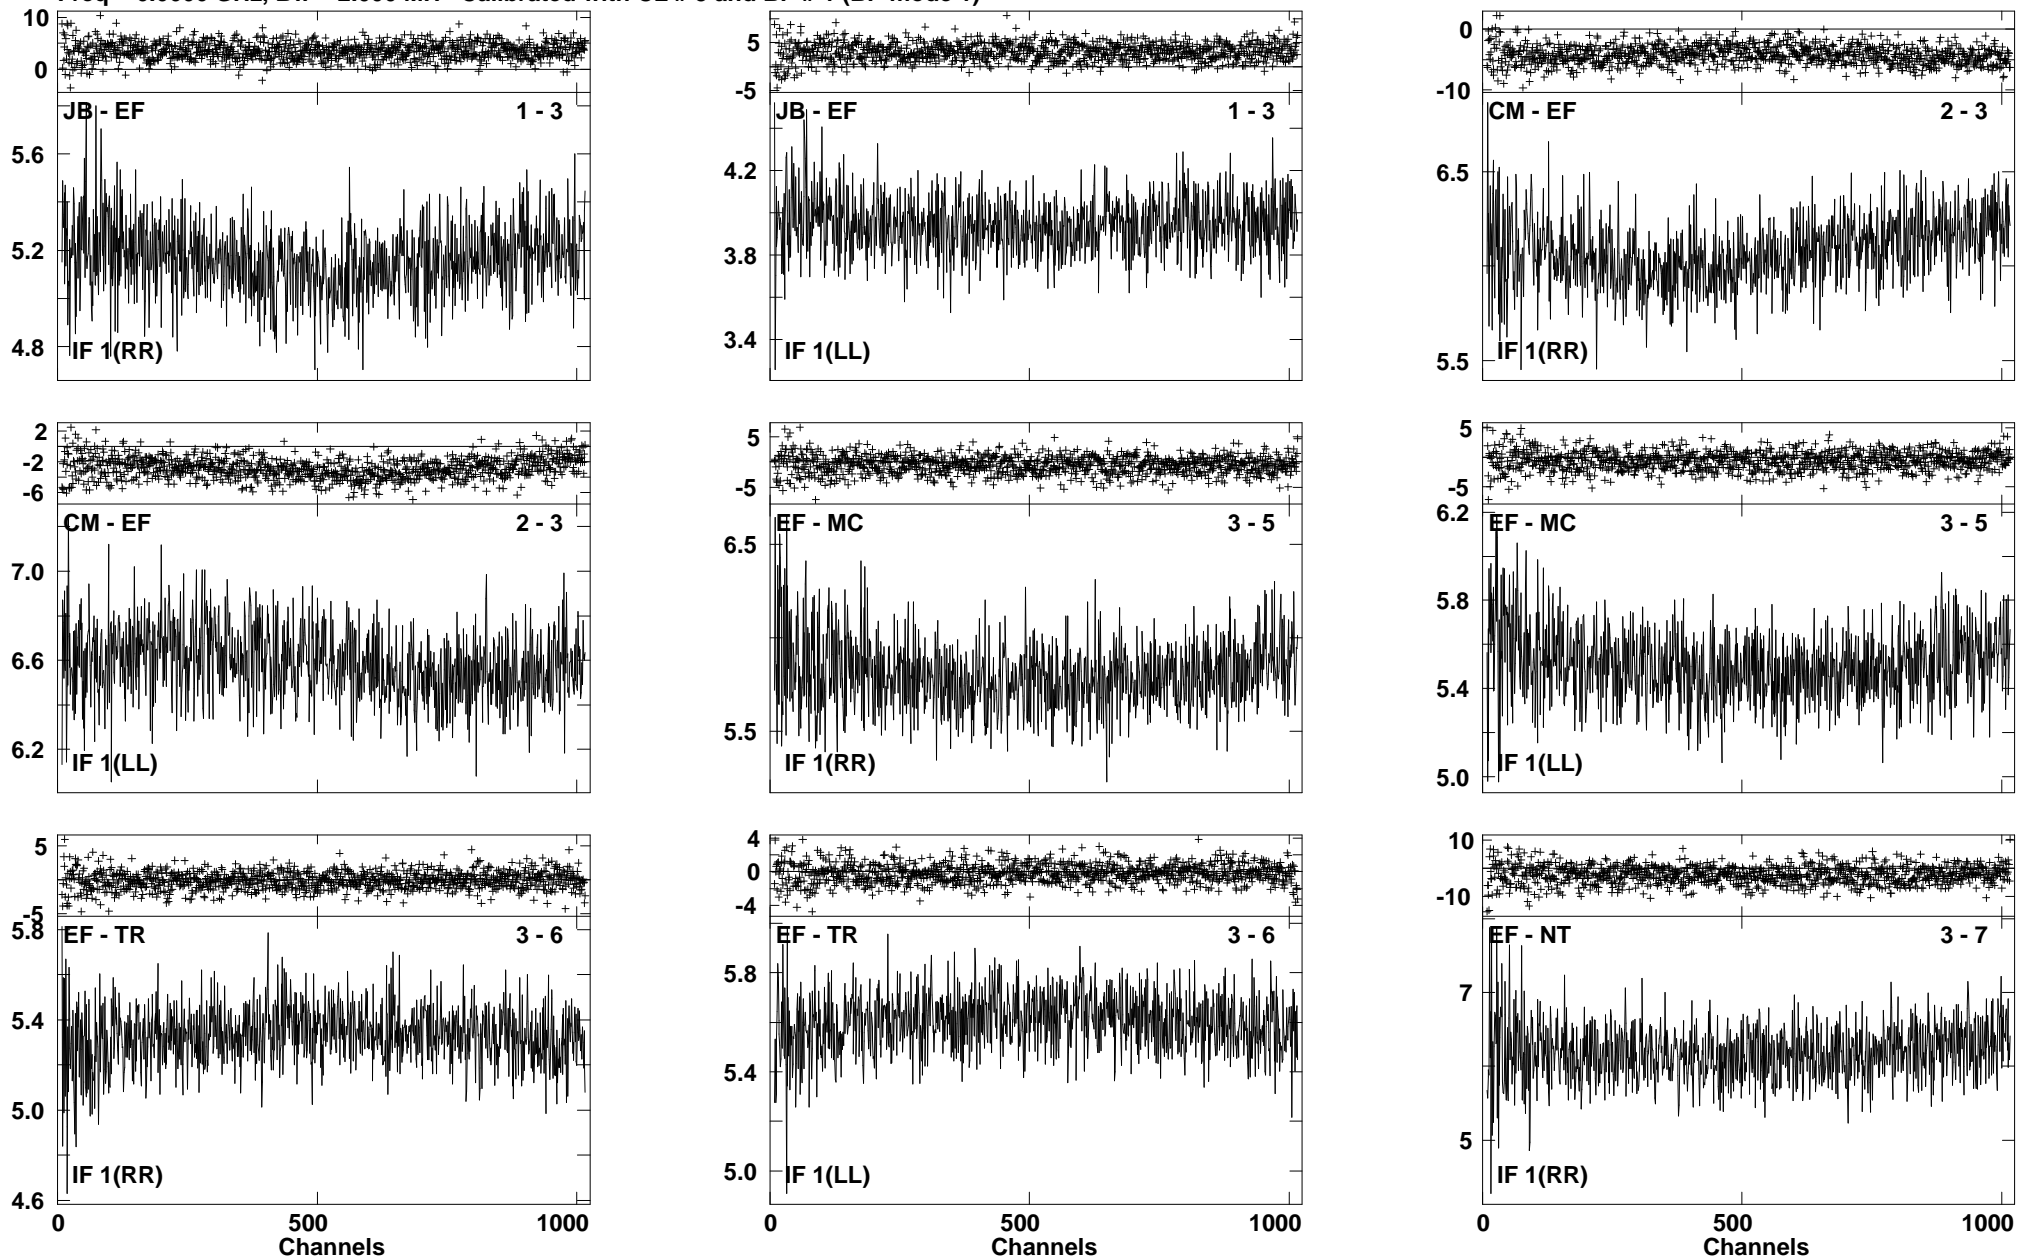 10 0
JB - EF 1 - 3
5.6 5.2 4.8
IF 1(RR)
5 -5
JB - EF 1 - 3
4.2 3.8 3.4
IF 1(LL)
0 -10
CM - EF 2 - 3
6.5 5.5
IF 1(RR)
2 -2 -6
CM - EF 2 - 3
7.0 6.6 6.2
IF 1(LL)
5 -5
EF - MC 3 - 5
6.5 5.5
IF 1(RR)
5 -5
EF - MC 3 - 5
6.2 5.8 5.4 5.0
IF 1(LL)
5 -5
EF - TR 3 - 6
5.8 5.4 5.0 4.6
IF 1(RR)
0 500 1000
Channels
4 0 -4
EF - TR 3 - 6
5.8 5.4 5.0
IF 1(LL)
0 500 1000
Channels
10 -10
EF - NT 3 - 7
7 5
IF 1(RR)
0 500 1000
Channels